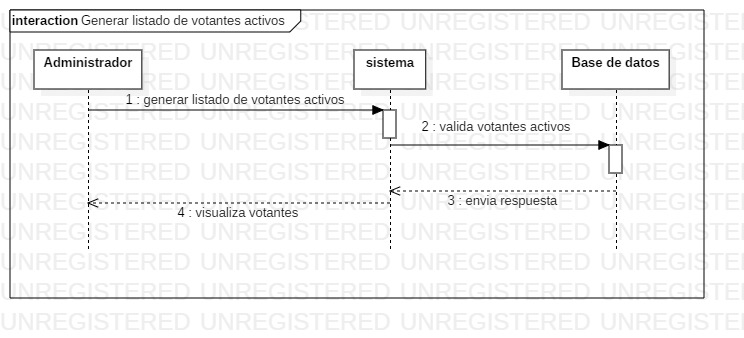 interaction Generar listado de votantes activos
Administrador
sistema
Base de datos
1 : generar listado de votantes activos
2 : valida votantes activos
3 : envia respuesta
4 : visualiza votantes
UNREGISTERED UNREGISTERED UNREGISTERED UNREGISTERED